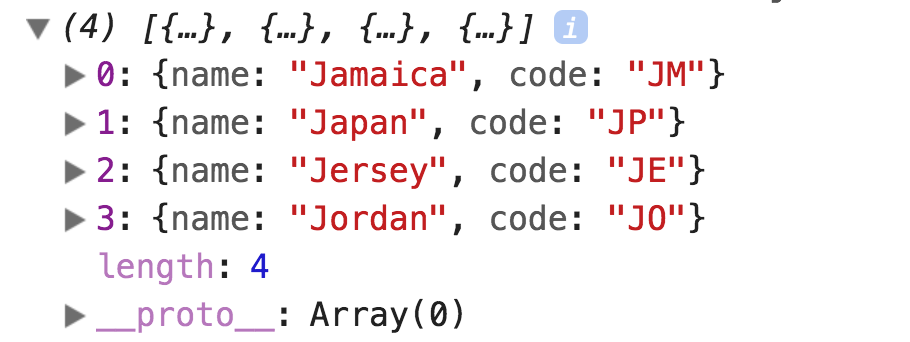 (4) [{…}, {…}, {…}, {…}] i
0: {name: "Jamaica", code: "JM"}
1: {name: "Japan", code: "JP"}
2: {name: "Jersey", code: "JE"}
3: {name: "Jordan", code: "JO"}
length: 4
__proto__: Array(0)